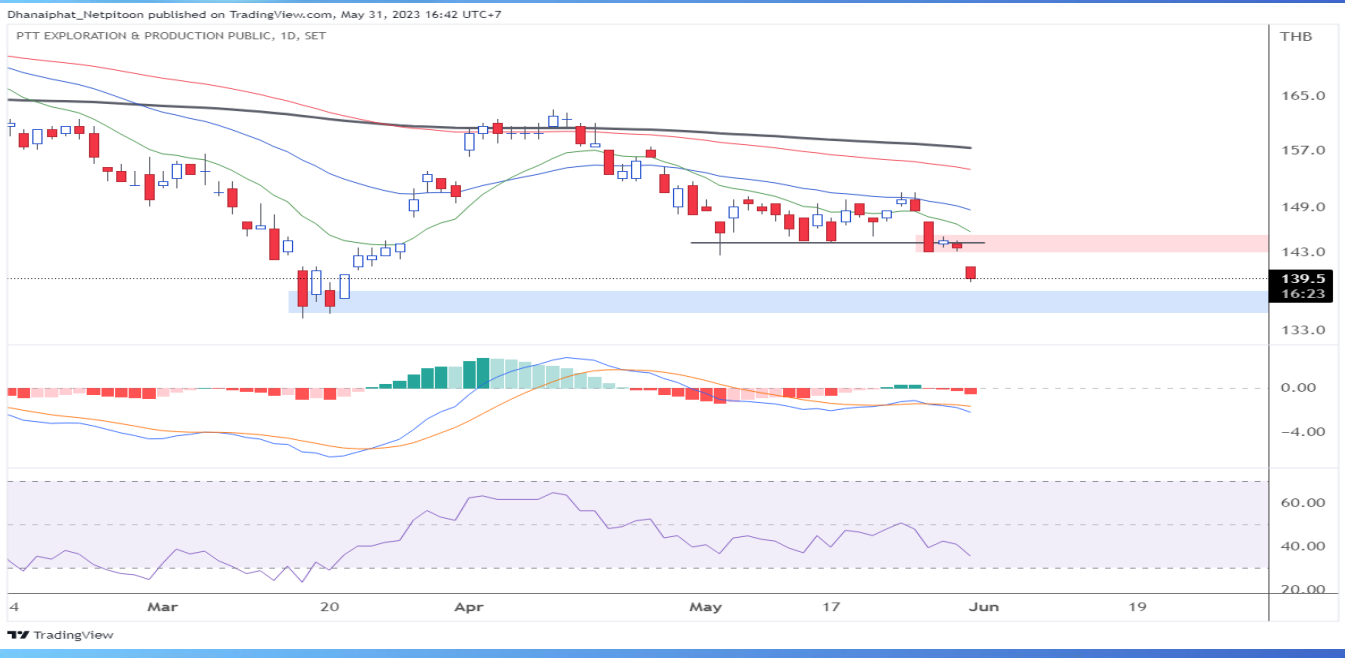 Dhanaiphat_Netpitoon published on TradingView.com, May 31, 2023 16:42 UTC+7
PTT EXPLORATION & PRODUCTION PUBLIC, 1D, SET
THB
165.0
157.0
149.0
143.0
139.5
16:23
133.0
0.00
−4.00
60.00
40.00
20.00
4 Mar 20 Apr May 17 Jun 19
TradingView